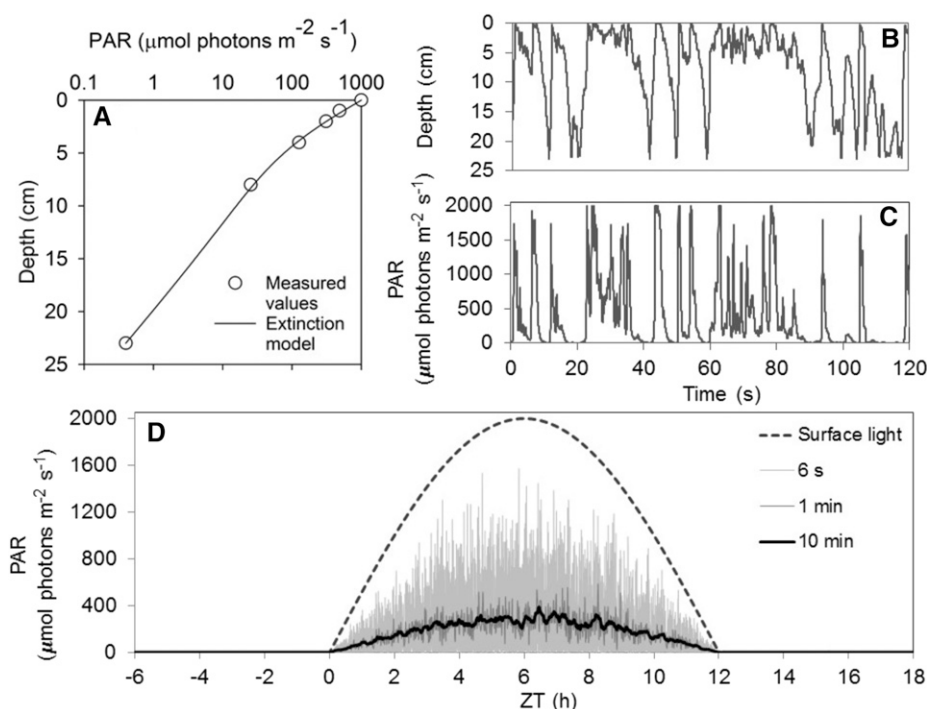 PAR (μmol photons m⁻² s⁻¹)
0.1 1 10 100 1000
A
0
5
10
15
20
25
Depth (cm)
Measured
values
Extinction
model
B
0
5
10
15
20
25
Depth (cm)
C
2000
1500
1000
500
0
PAR
(μmol photons m⁻² s⁻¹)
0 20 40 60 80 100 120
Time (s)
D
2000
1600
1200
800
400
0
PAR
(μmol photons m⁻² s⁻¹)
Surface light
6 s
1 min
10 min
-6 -4 -2 0 2 4 6 8 10 12 14 16 18
ZT (h)